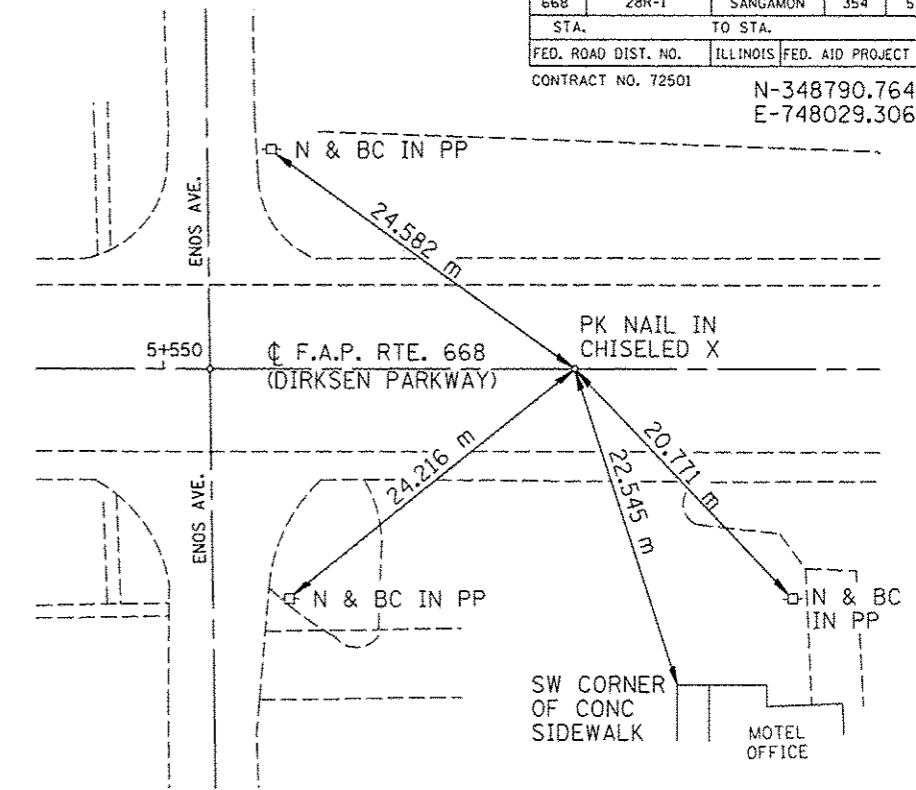 668 28R-1 SANGAMON 354 5
STA. TO STA.
FED. ROAD DIST. NO. ILLINOIS FED. AID PROJECT
CONTRACT NO. 72501
N-348790.764
E-748029.306
N & BC IN PP
ENOS AVE.
24.582 m
PK NAIL IN
CHISELED X
5+550
℄ F.A.P. RTE. 668
(DIRKSEN PARKWAY)
24.216 m
22.545 m
20.771 m
ENOS AVE.
N & BC IN PP
N & BC
IN PP
SW CORNER
OF CONC
SIDEWALK
MOTEL
OFFICE